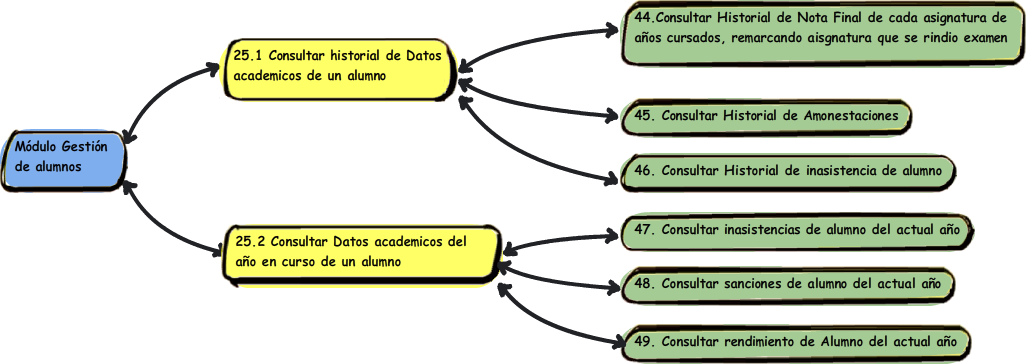 44.Consultar Historial de Nota Final de cada asignatura de
años cursados, remarcando aisgnatura que se rindio examen
25.1 Consultar historial de Datos
academicos de un alumno
45. Consultar Historial de Amonestaciones
Módulo Gestión
de alumnos
46. Consultar Historial de inasistencia de alumno
25.2 Consultar Datos academicos del
año en curso de un alumno
47. Consultar inasistencias de alumno del actual año
48. Consultar sanciones de alumno del actual año
49. Consultar rendimiento de Alumno del actual año